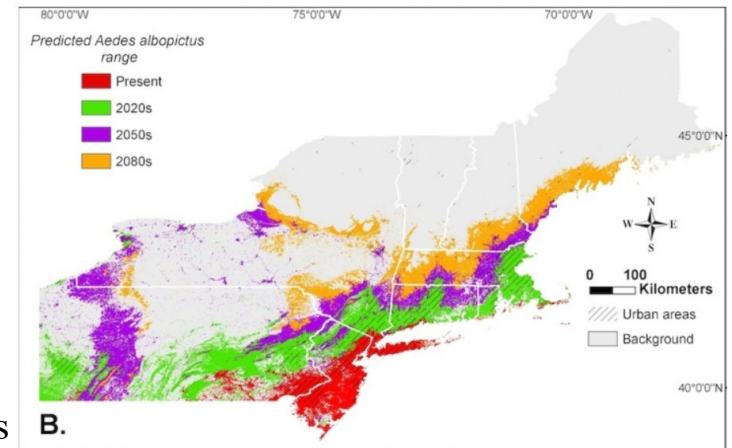 80°0'0"W 75°0'0"W 70°0'0"W
Predicted Aedes albopictus
range
Present
2020s
2050s
2080s
45°0'0"N
N
W E
S
0 100
Kilometers
Urban areas
Background
40°0'0"N
s B.